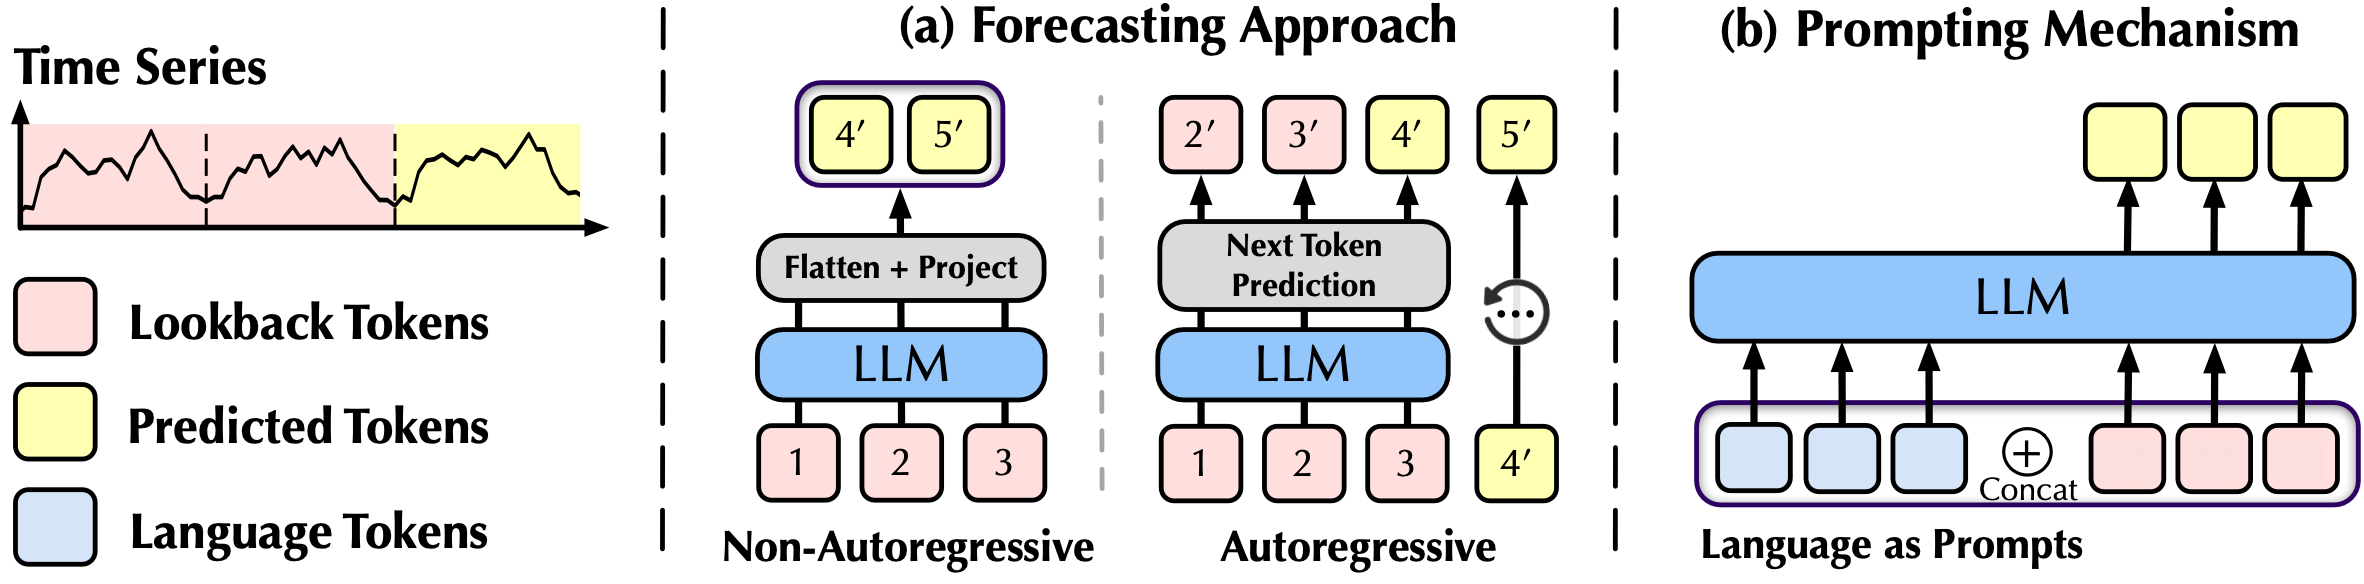 Time Series
Lookback Tokens
Predicted Tokens
Language Tokens
(a) Forecasting Approach
4′ 5′
Flatten + Project
LLM
1 2 3
Non-Autoregressive
2′ 3′ 4′ 5′
Next Token
Prediction
...
LLM
1 2 3 4′
Autoregressive
(b) Prompting Mechanism
LLM
+
Concat
Language as Prompts